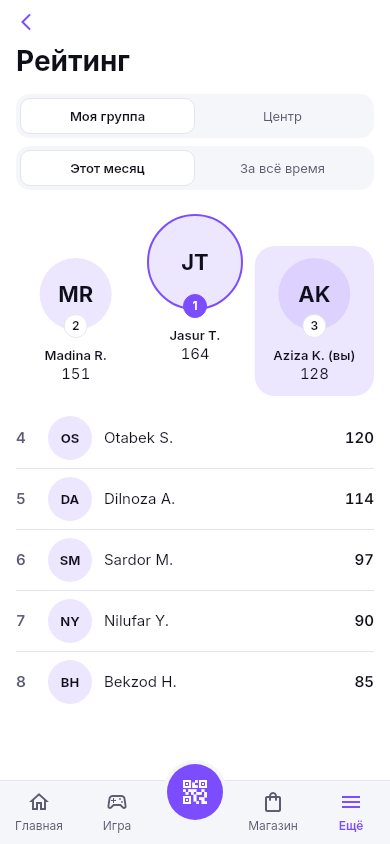 Рейтинг
Моя группа
Центр
Этот месяц
За всё время
JT
1
Jasur T.
164
MR
2
Madina R.
151
AK
3
Aziza K. (вы)
128
4 OS Otabek S. 120
5 DA Dilnoza A. 114
6 SM Sardor M. 97
7 NY Nilufar Y. 90
8 BH Bekzod H. 85
Главная
Игра
Магазин
Ещё